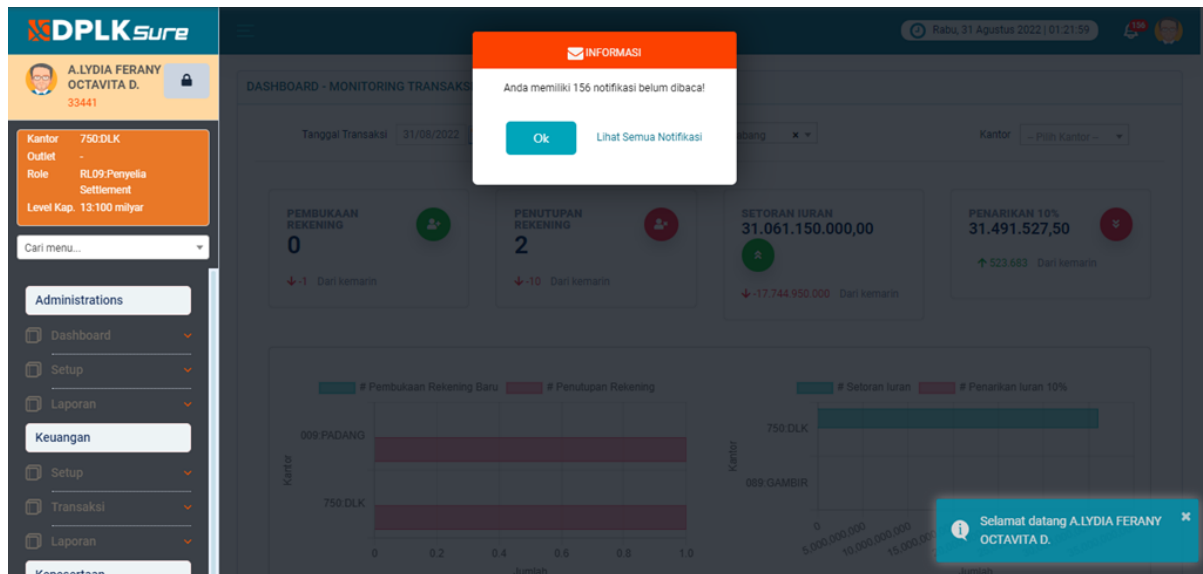 DPLKsure
A.LYDIA FERANY
OCTAVITA D.
33441
Kantor 750:DLK
Outlet -
Role RL09:Penyelia
Settlement
Level Kap. 13:100 milyar
Cari menu...
Administrations
Dashboard
Setup
Laporan
Keuangan
Setup
Transaksi
Laporan
Kepesertaan
Rabu, 31 Agustus 2022 | 01:21:59
156
INFORMASI
Anda memiliki 156 notifikasi belum dibaca!
Ok Lihat Semua Notifikasi
DASHBOARD - MONITORING TRANSAKS
Tanggal Transaksi 31/08/2022
abang
Kantor -- Pilih Kantor --
PEMBUKAAN
REKENING
0
-1 Dari kemarin
PENUTUPAN
REKENING
2
-10 Dari kemarin
SETORAN IURAN
31.061.150.000,00
-17.744.950.000 Dari kemarin
PENARIKAN 10%
31.491.527,50
523.683 Dari kemarin
# Pembukaan Rekening Baru # Penutupan Rekening
Kantor
009:PADANG
750:DLK
0 0.2 0.4 0.6 0.8 1.0
Jumlah
# Setoran Iuran # Penarikan Iuran 10%
Kantor
750:DLK
089:GAMBIR
0 5,000,000,000 10,000,000,000
Jumlah
Selamat datang A.LYDIA FERANY
OCTAVITA D.